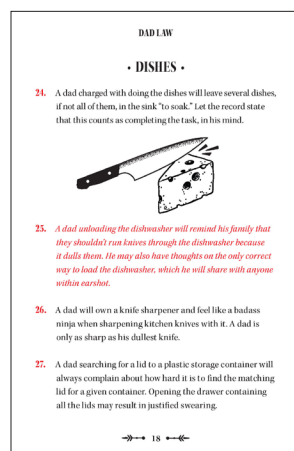 DAD LAW
• DISHES •
24. A dad charged with doing the dishes will leave several dishes,
if not all of them, in the sink “to soak.” Let the record state
that this counts as completing the task, in his mind.
25. A dad unloading the dishwasher will remind his family that
they shouldn’t run knives through the dishwasher because
it dulls them. He may also have thoughts on the only correct
way to load the dishwasher, which he will share with anyone
within earshot.
26. A dad will own a knife sharpener and feel like a badass
ninja when sharpening kitchen knives with it. A dad is
only as sharp as his dullest knife.
27. A dad searching for a lid to a plastic storage container will
always complain about how hard it is to find the matching
lid for a given container. Opening the drawer containing
all the lids may result in justified swearing.
18